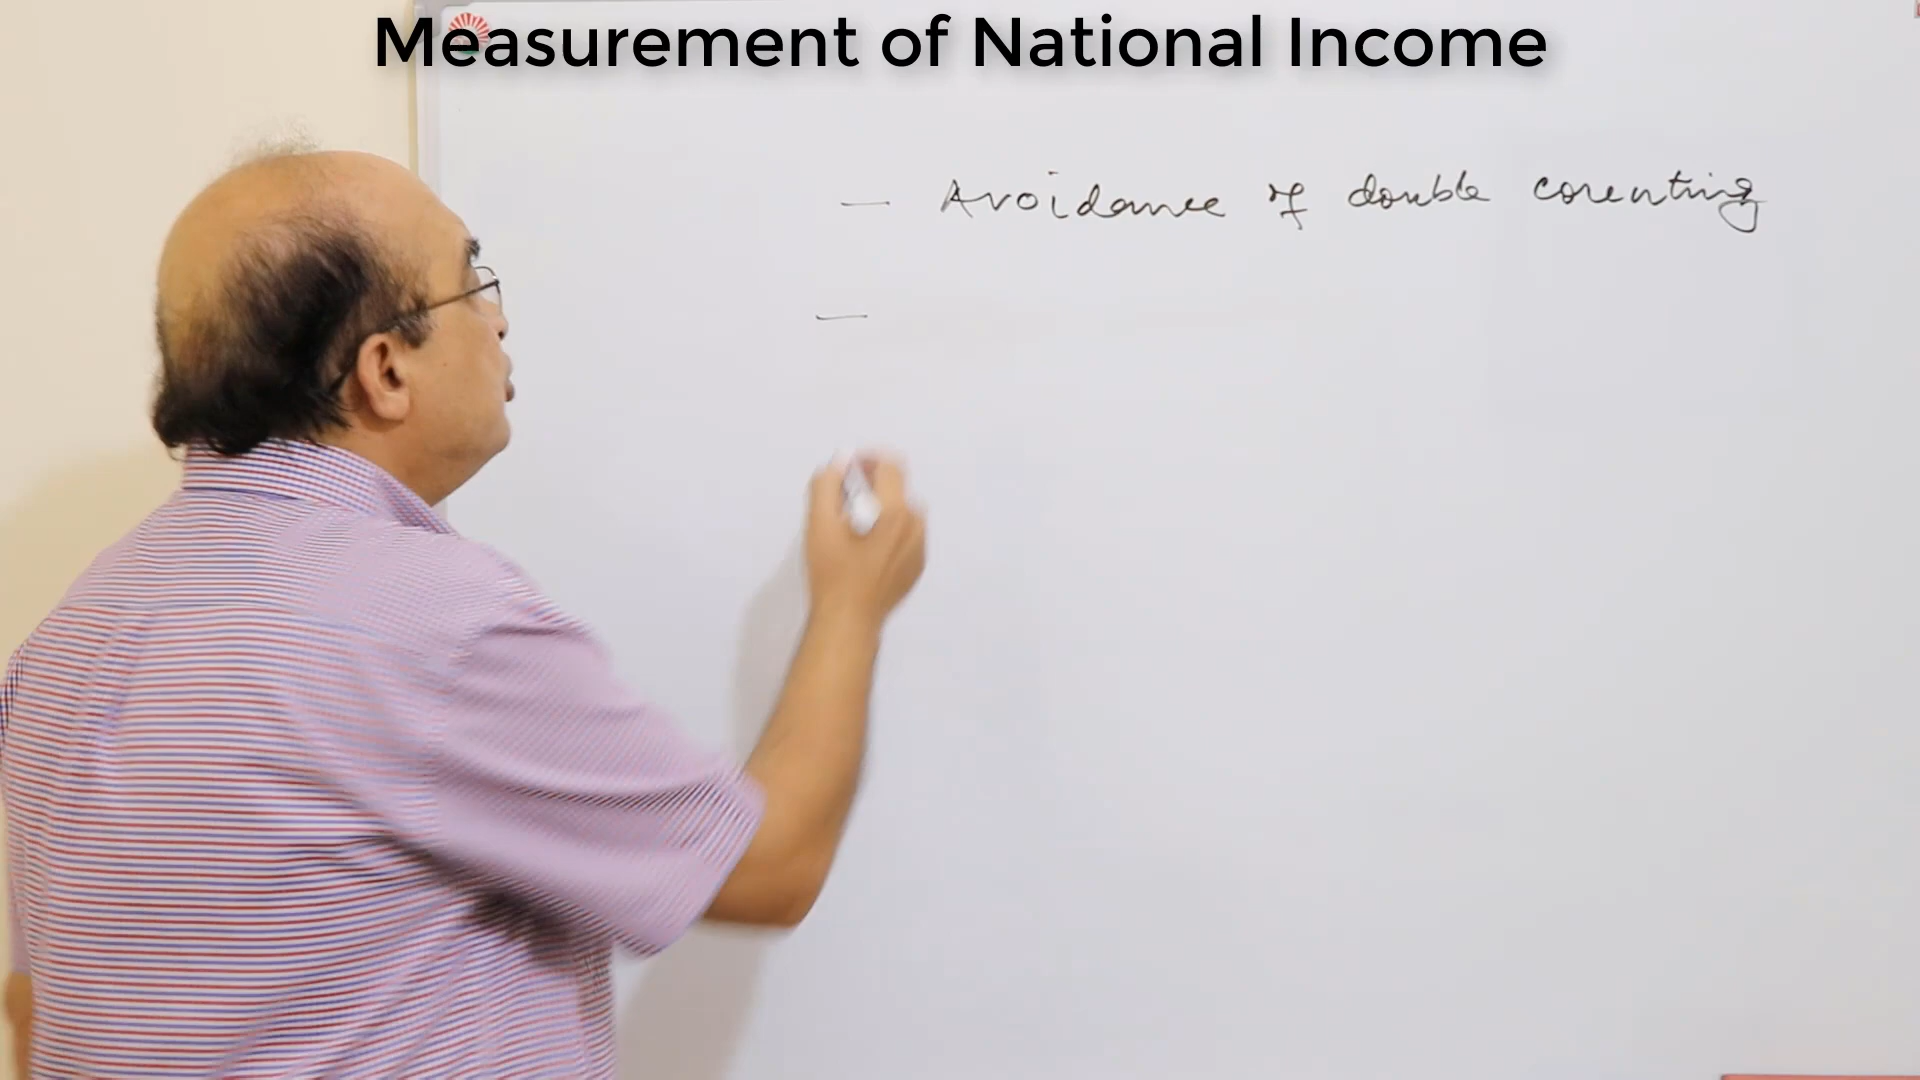 Measurement of National Income
— Avoidance of double counting
—